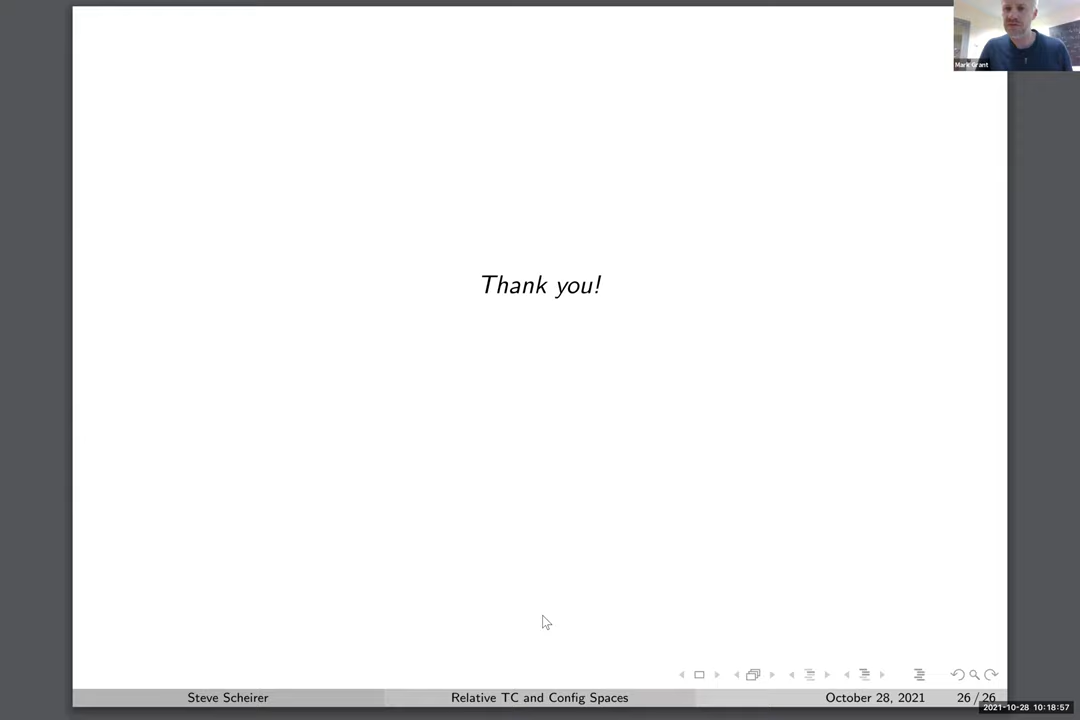 Mark Grant
Thank you!
Steve Scheirer
Relative TC and Config Spaces
October 28, 2021
26 / 26
2021-10-28 10:18:57